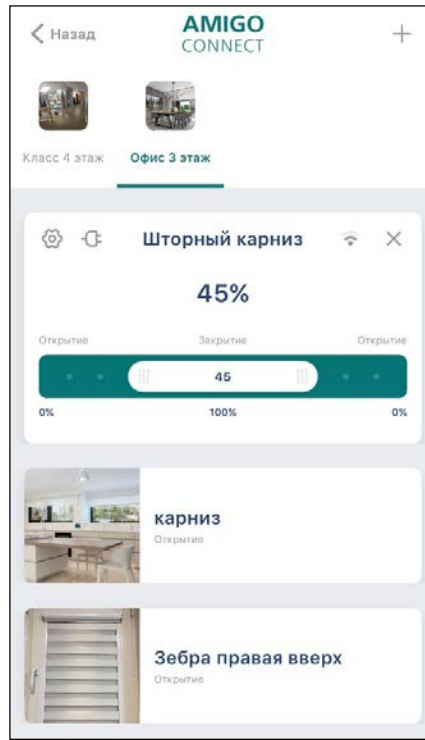 Назад
AMIGO
CONNECT
Класс 4 этаж
Офис 3 этаж
Шторный карниз
45%
Открытие
Закрытие
Открытие
45
0%
100%
0%
карниз
Открытие
Зебра правая вверх
Открытие